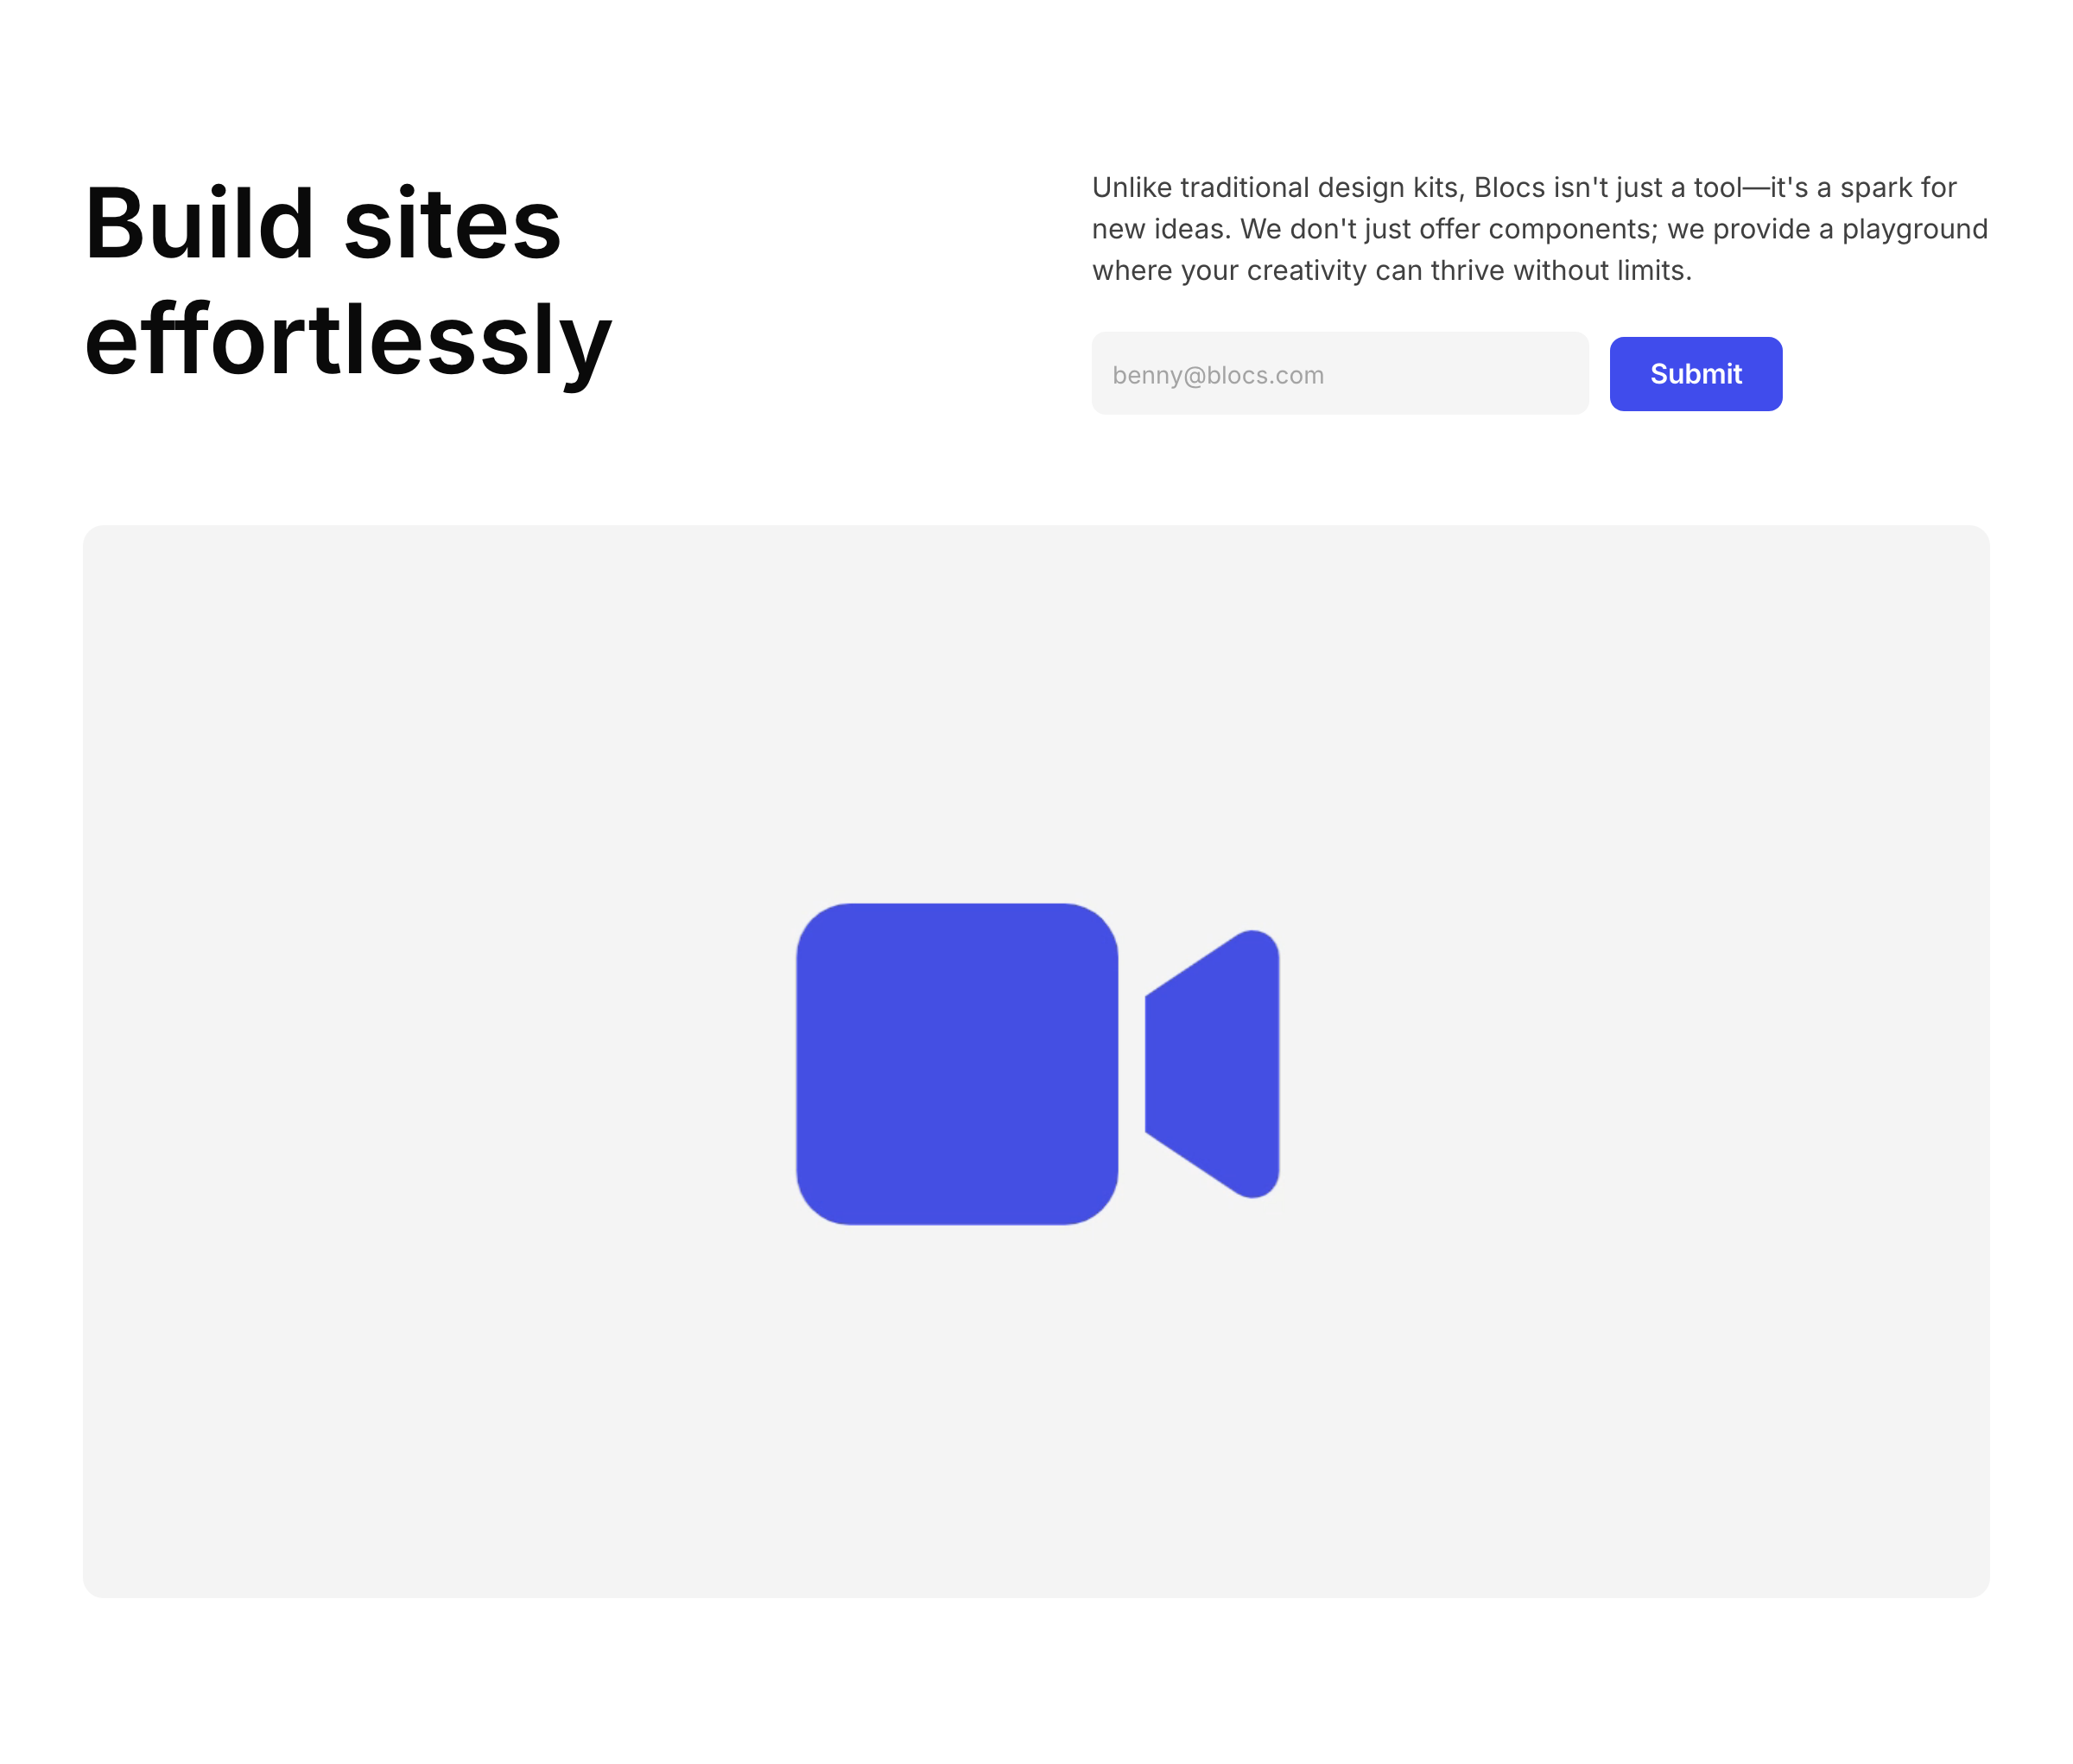 Build sites
effortlessly
Unlike traditional design kits, Blocs isn't just a tool—it's a spark for
new ideas. We don't just offer components; we provide a playground
where your creativity can thrive without limits.
benny@blocs.com
Submit